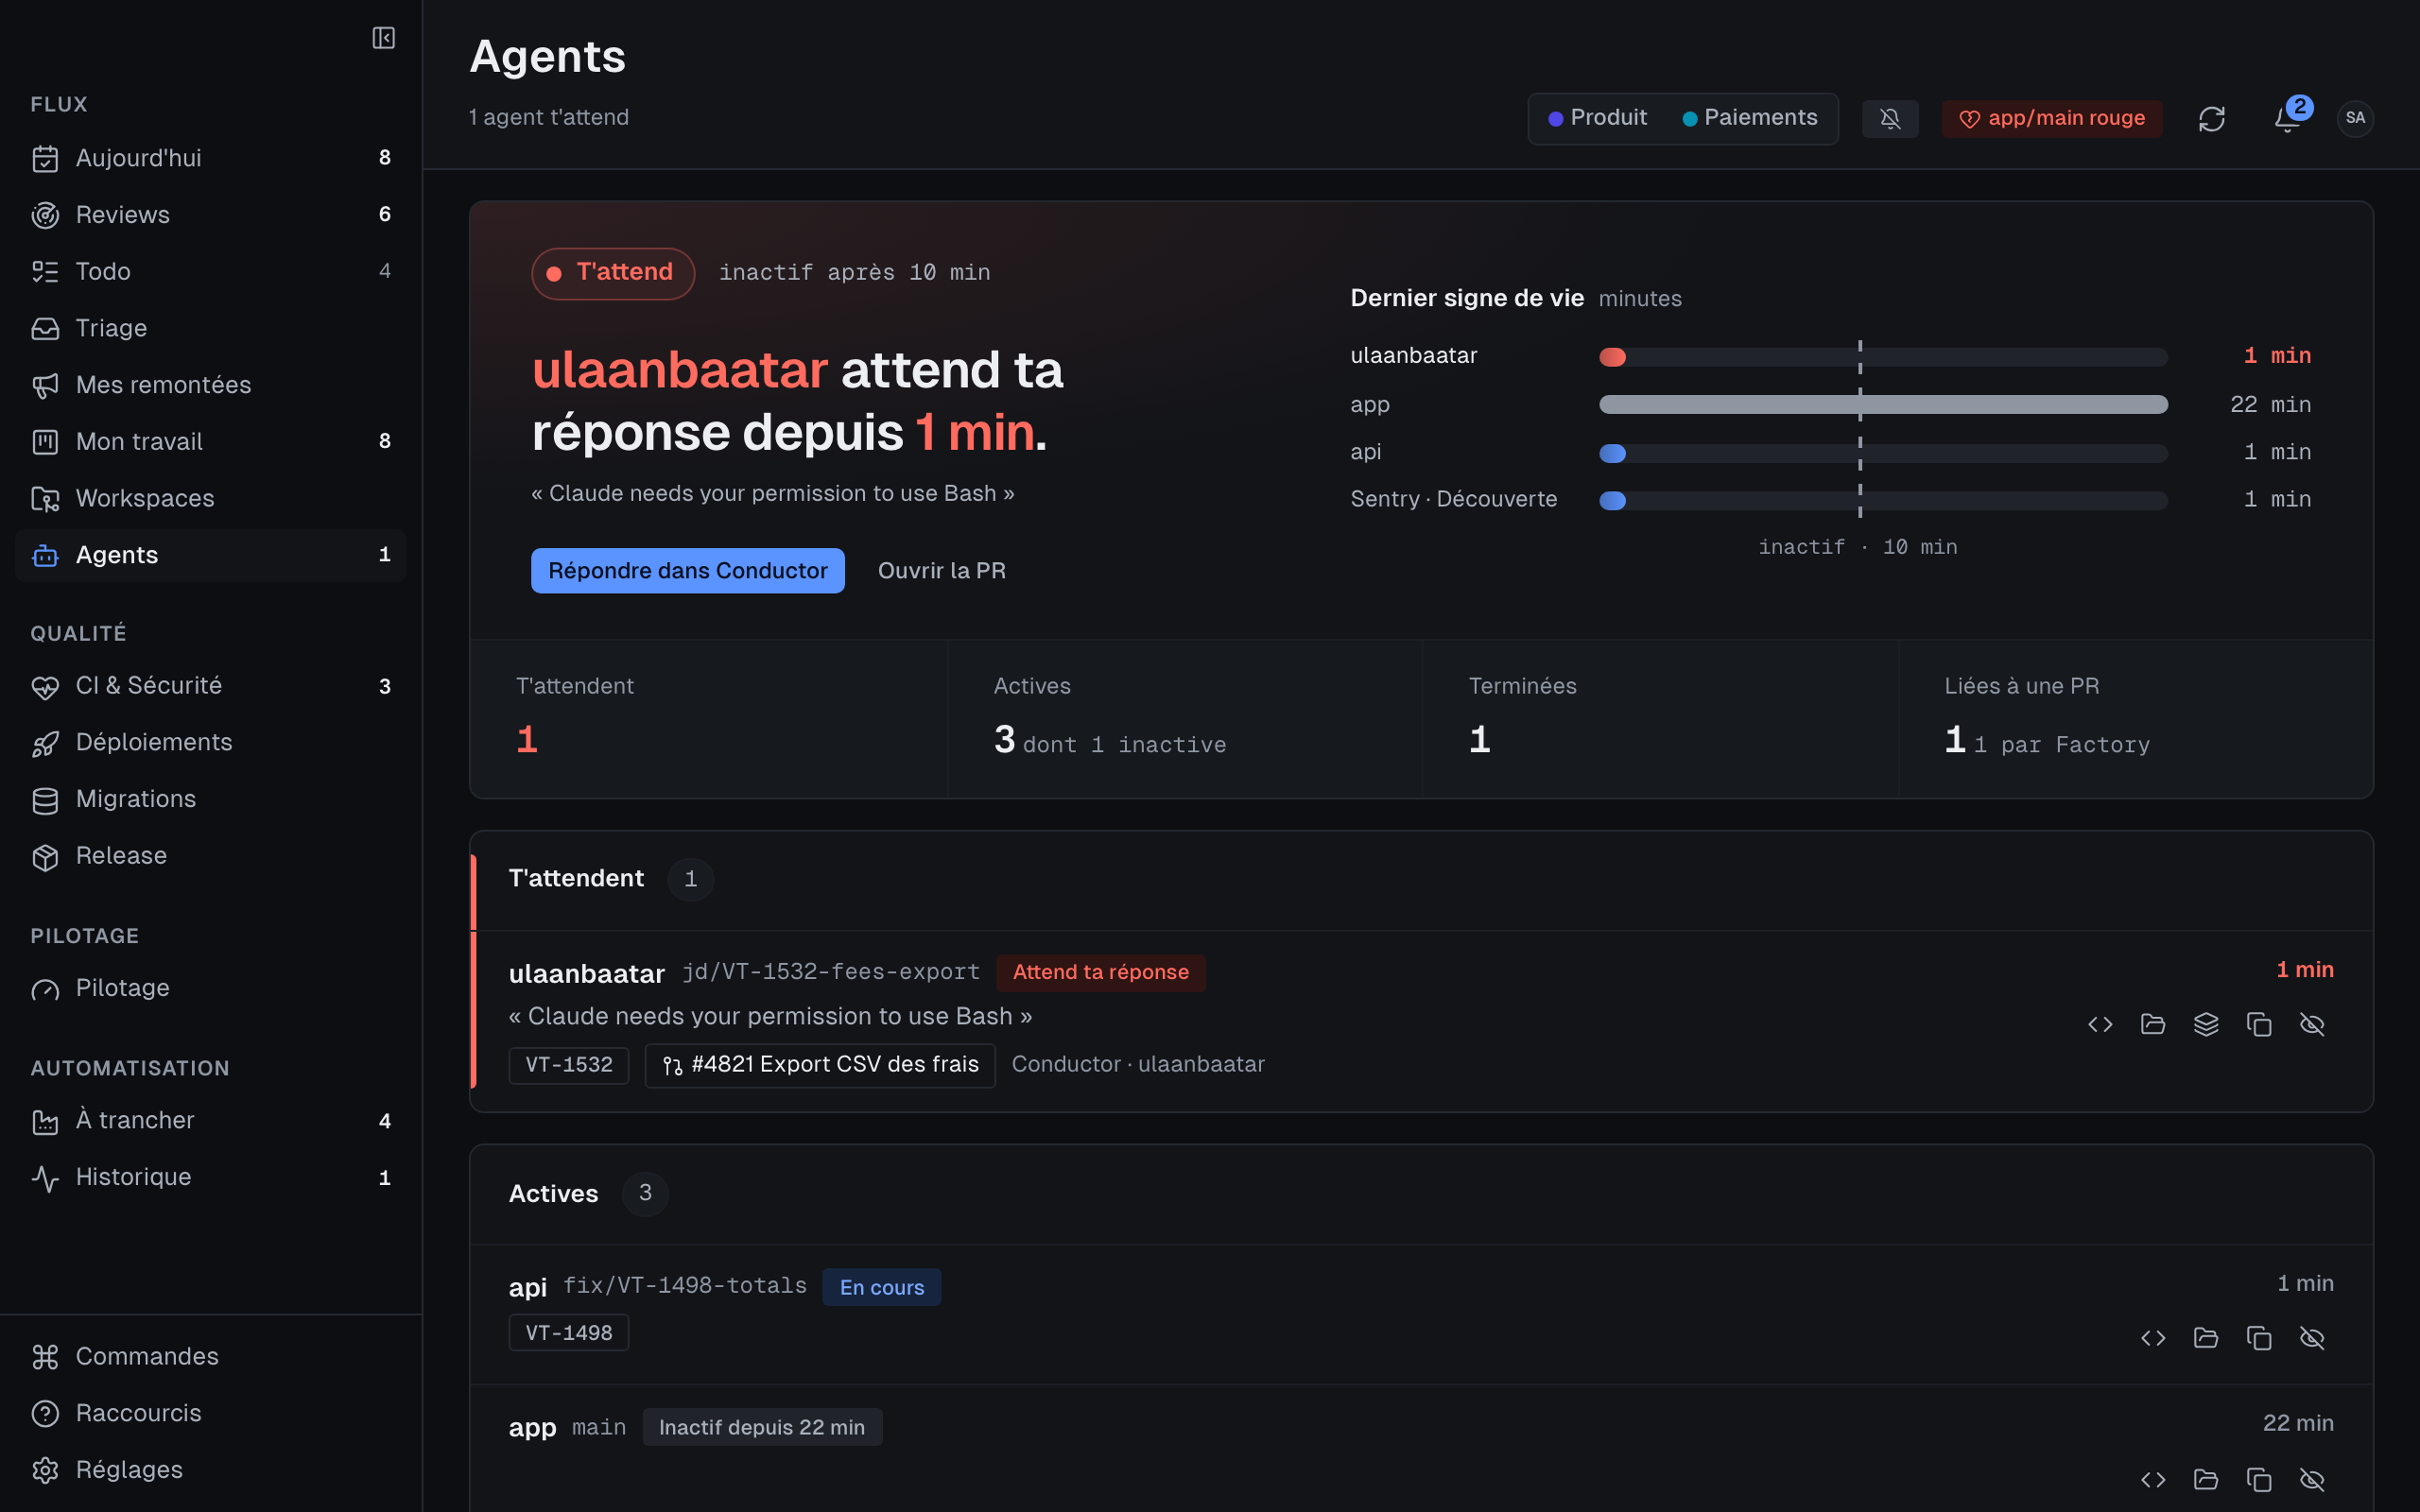 FLUX
Aujourd'hui 8
Reviews 6
Todo 4
Triage
Mes remontées
Mon travail 8
Workspaces
Agents 1
QUALITÉ
CI & Sécurité 3
Déploiements
Migrations
Release
PILOTAGE
Pilotage
AUTOMATISATION
À trancher 4
Historique 1
Commandes
Raccourcis
Réglages
Agents
1 agent t'attend
Produit Paiements
app/main rouge
2
SA
T'attend inactif après 10 min
ulaanbaatar attend ta
réponse depuis 1 min.
« Claude needs your permission to use Bash »
Répondre dans Conductor Ouvrir la PR
Dernier signe de vie minutes
ulaanbaatar 1 min
app 22 min
api 1 min
Sentry · Découverte 1 min
inactif · 10 min
T'attendent
1
Actives
3 dont 1 inactive
Terminées
1
Liées à une PR
1 1 par Factory
T'attendent 1
ulaanbaatar jd/VT-1532-fees-export Attend ta réponse 1 min
« Claude needs your permission to use Bash »
VT-1532 #4821 Export CSV des frais Conductor · ulaanbaatar
Actives 3
api fix/VT-1498-totals En cours 1 min
VT-1498
app main Inactif depuis 22 min 22 min